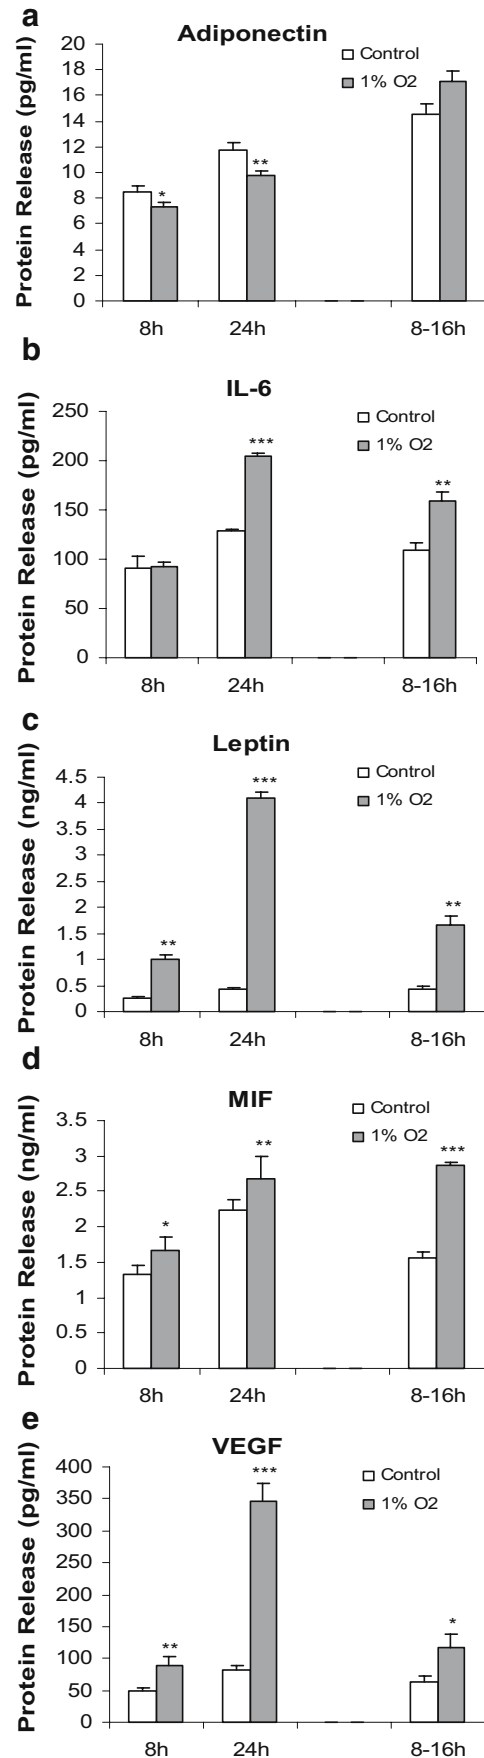 a
Adiponectin
Protein Release (pg/ml)
20
18
16
14
12
10
8
6
4
2
0
Control
1% O2
*
**
8h
24h
8-16h
b
IL-6
Protein Release (pg/ml)
250
200
150
100
50
0
Control
1% O2
***
**
8h
24h
8-16h
c
Leptin
Protein Release (ng/ml)
4.5
4
3.5
3
2.5
2
1.5
1
0.5
0
Control
1% O2
**
***
**
8h
24h
8-16h
d
MIF
Protein Release (ng/ml)
3.5
3
2.5
2
1.5
1
0.5
0
Control
1% O2
*
**
***
8h
24h
8-16h
e
VEGF
Protein Release (pg/ml)
400
350
300
250
200
150
100
50
0
Control
1% O2
**
***
*
8h
24h
8-16h